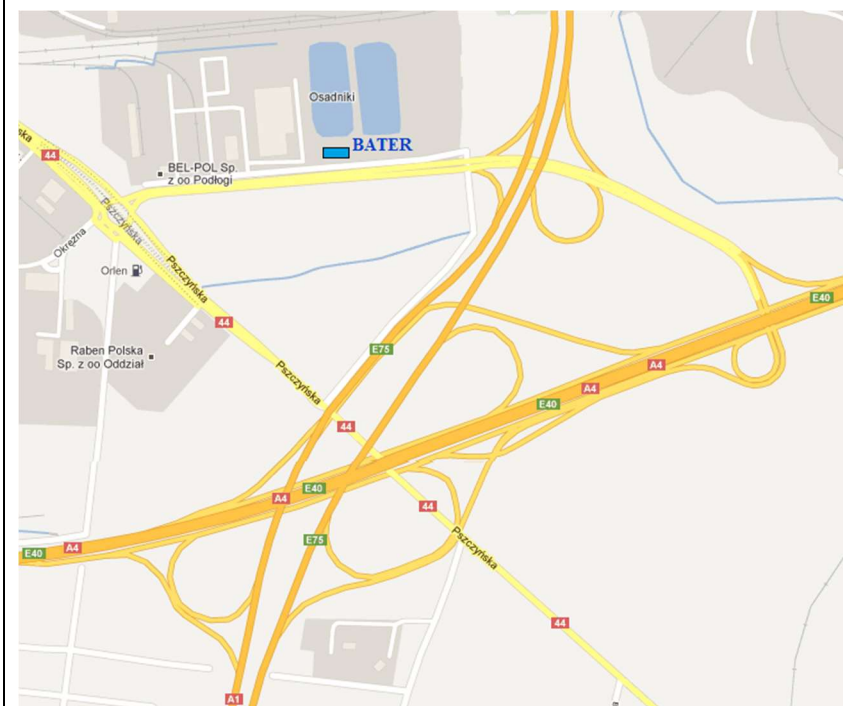 Osadniki
ska
44
BATER
BEL-POL Sp.
z oo Podłogi
Pszczyńska
Okrężna
Pszczyńska
Orlen
E40
44
E75
Raben Polska
Sp. z oo Oddział
Pszczyńska
A4
A4
E40
44
E40
A4
44
E75
Pszczyńska
A4
E40
44
A1